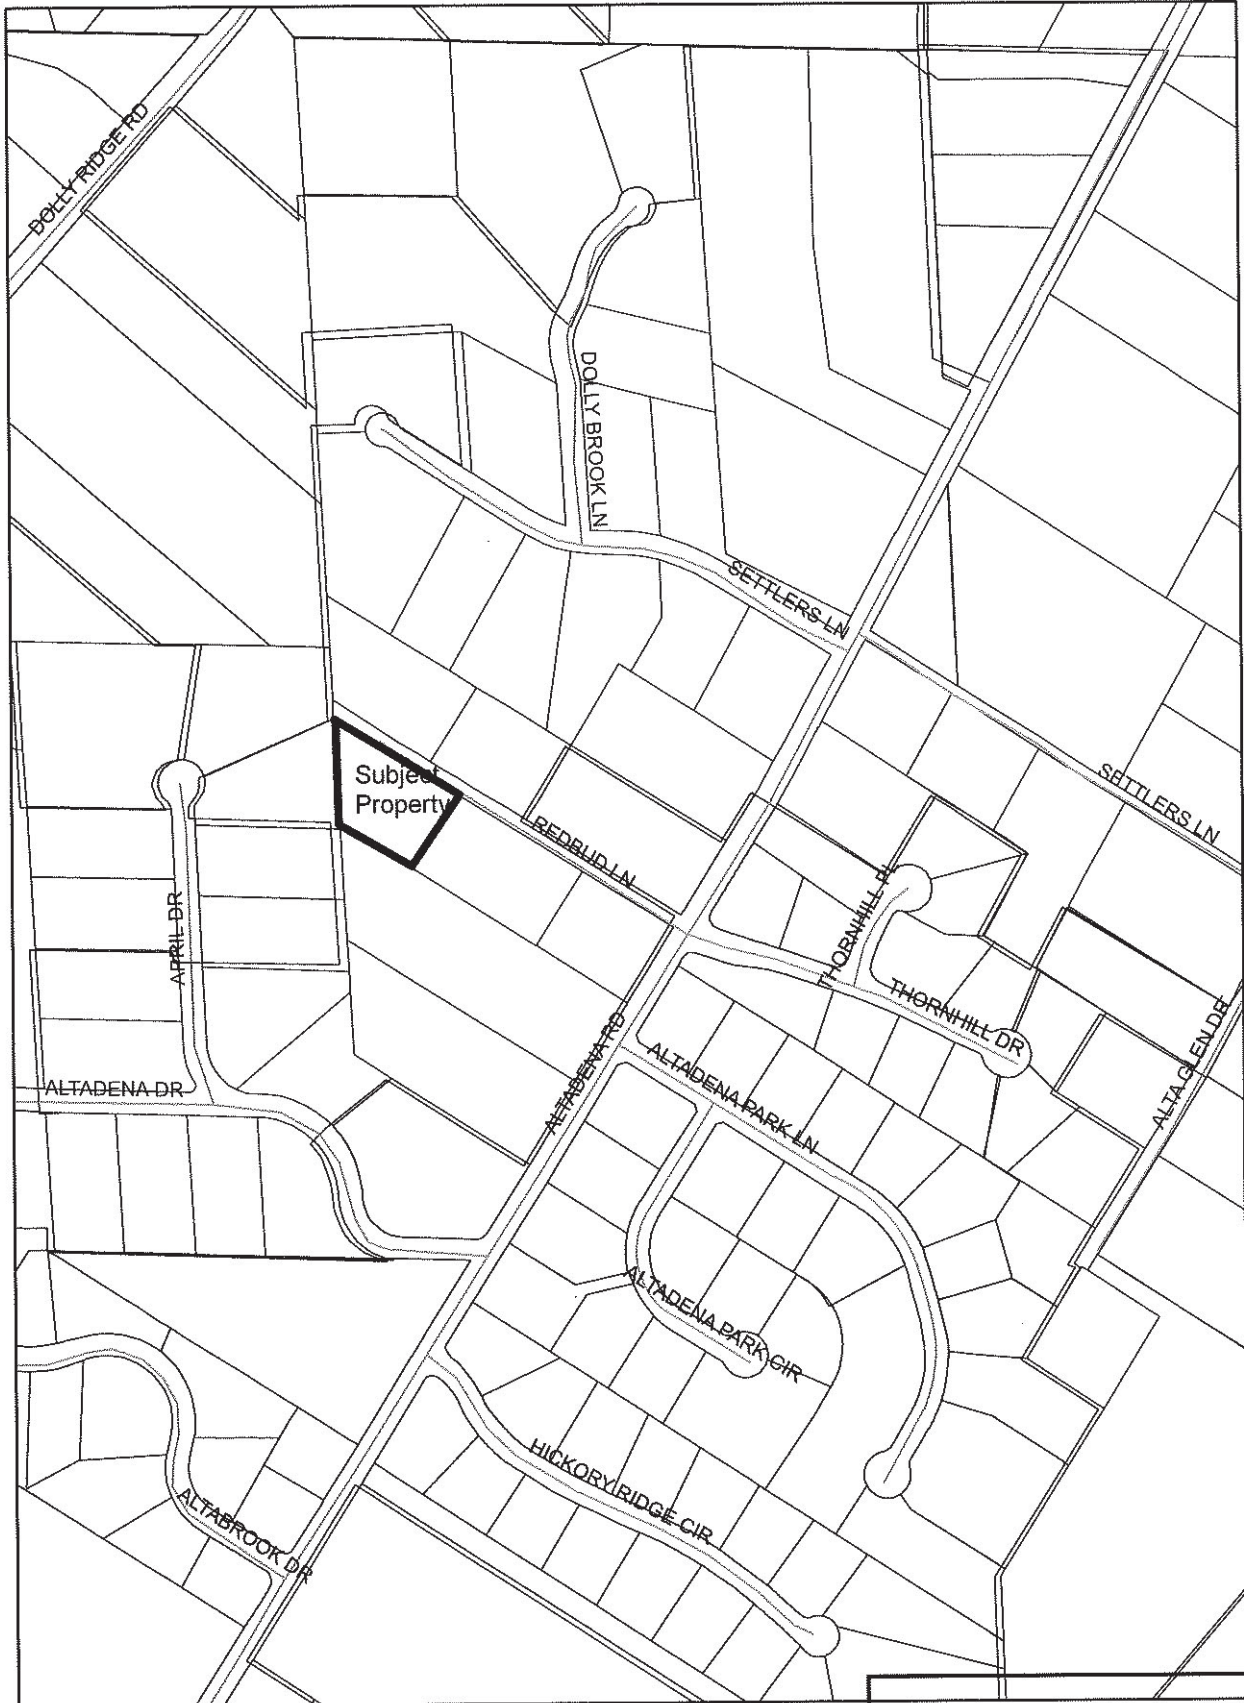 DOLLY RIDGE RD
DOLLY BROOK LN
SETTLERS LN
SETTLERS LN
Subject
Property
REDBUD LN
THORNHILL PL
APRIL DR
THORNHILL DR
ALTA GLEN DR
ALTADENA RD
ALTADENA DR
ALTADENA PARK LN
ALTADENA PARK CIR
HICKORY RIDGE CIR
ALTABROOK DR